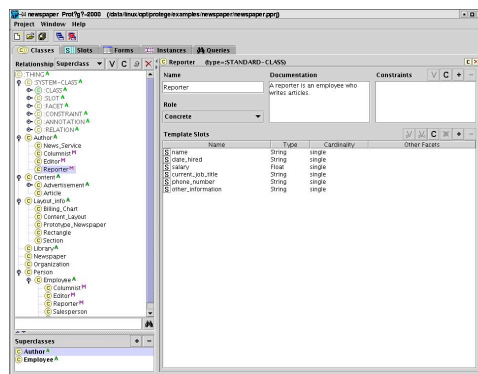 newspaper Prot?g?-2000 (/data/linux/opt/protege/examples/newspaper/newspaper.pprj)
Project Window Help
C Classes S Slots Forms Instances Queries
Relationship Superclass V C
C :THING A
C :SYSTEM-CLASS A
C :CLASS A
C :SLOT A
C :FACET A
C :CONSTRAINT A
C :ANNOTATION A
C :RELATION A
C Author A
C News_Service
C Columnist M
C Editor M
C Reporter M
C Content A
C Advertisement A
C Article
C Layout_info A
C Billing_Chart
C Content_Layout
C Prototype_Newspaper
C Rectangle
C Section
C Library A
C Newspaper
C Organization
C Person
C Employee A
C Columnist M
C Editor M
C Reporter M
C Salesperson
Superclasses + −
C Author A
C Employee A
C Reporter (type=:STANDARD-CLASS) C X
Name Documentation Constraints V C + −
Reporter
A reporter is an employee who
writes articles.
Role
Concrete
Template Slots + −
Name Type Cardinality Other Facets
S name String single
S date_hired String single
S salary Float single
S current_job_title String single
S phone_number String single
S other_information String single